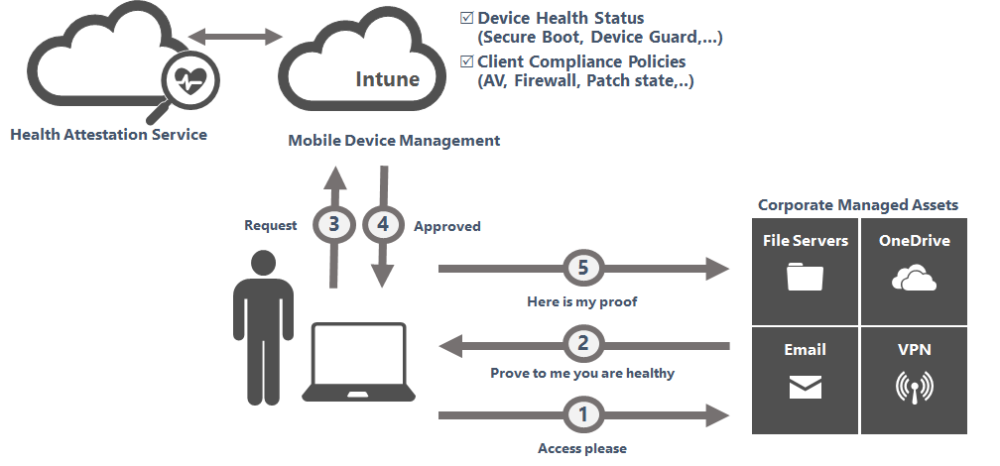 Device Health Status
(Secure Boot, Device Guard,...)
Client Compliance Policies
(AV, Firewall, Patch state,..)
Intune
Health Attestation Service
Mobile Device Management
Request
3
4
Approved
Corporate Managed Assets
File Servers
OneDrive
5
Here is my proof
2
Prove to me you are healthy
Email
VPN
1
Access please